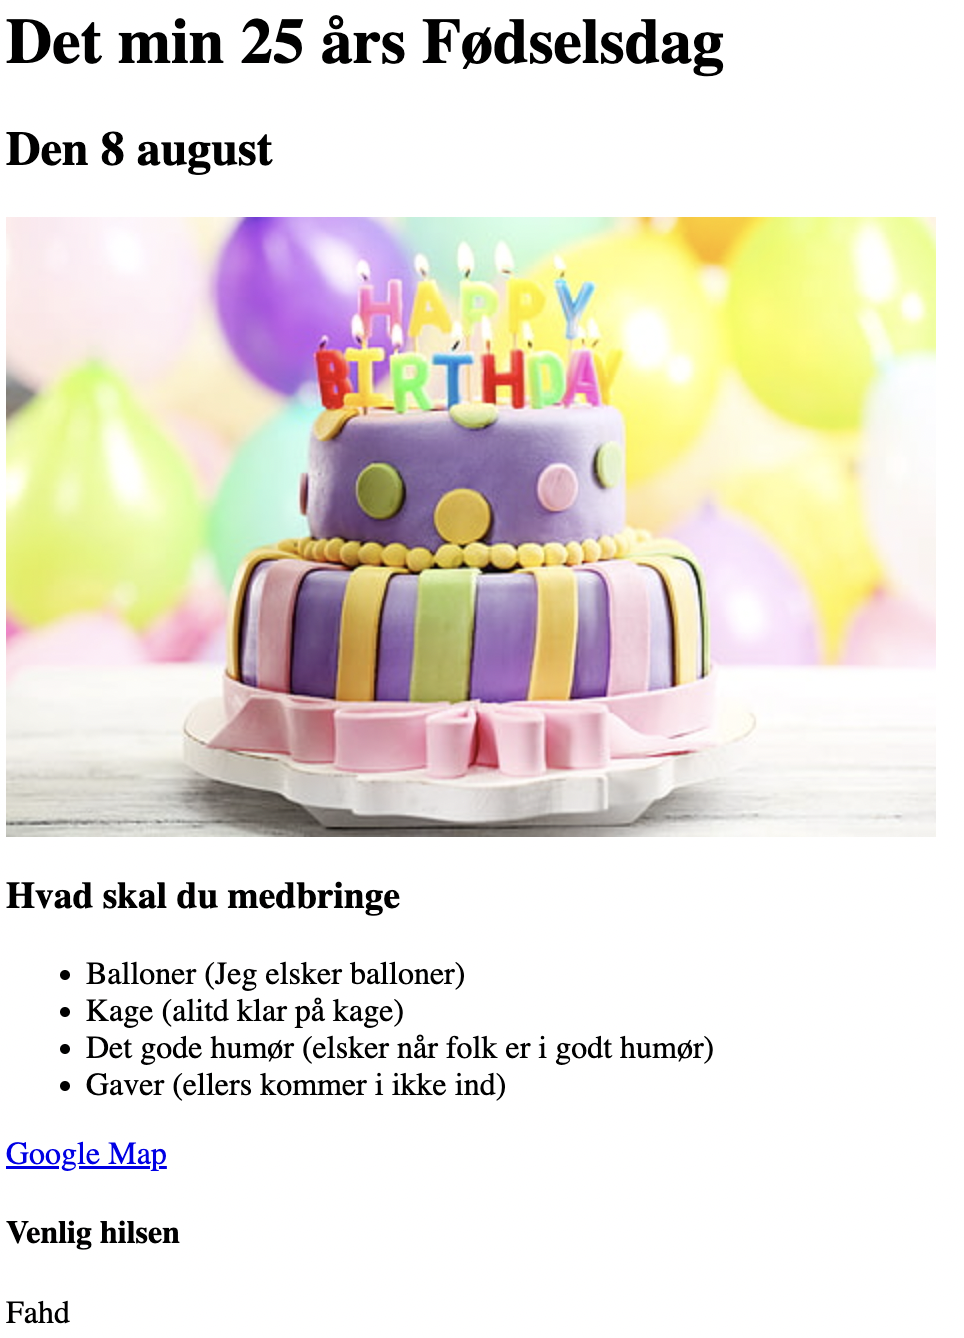 Det min 25 års Fødselsdag
Den 8 august
HAPPY
BIRTHDAY
Hvad skal du medbringe
• Balloner (Jeg elsker balloner)
• Kage (alitd klar på kage)
• Det gode humør (elsker når folk er i godt humør)
• Gaver (ellers kommer i ikke ind)
Google Map
Venlig hilsen
Fahd